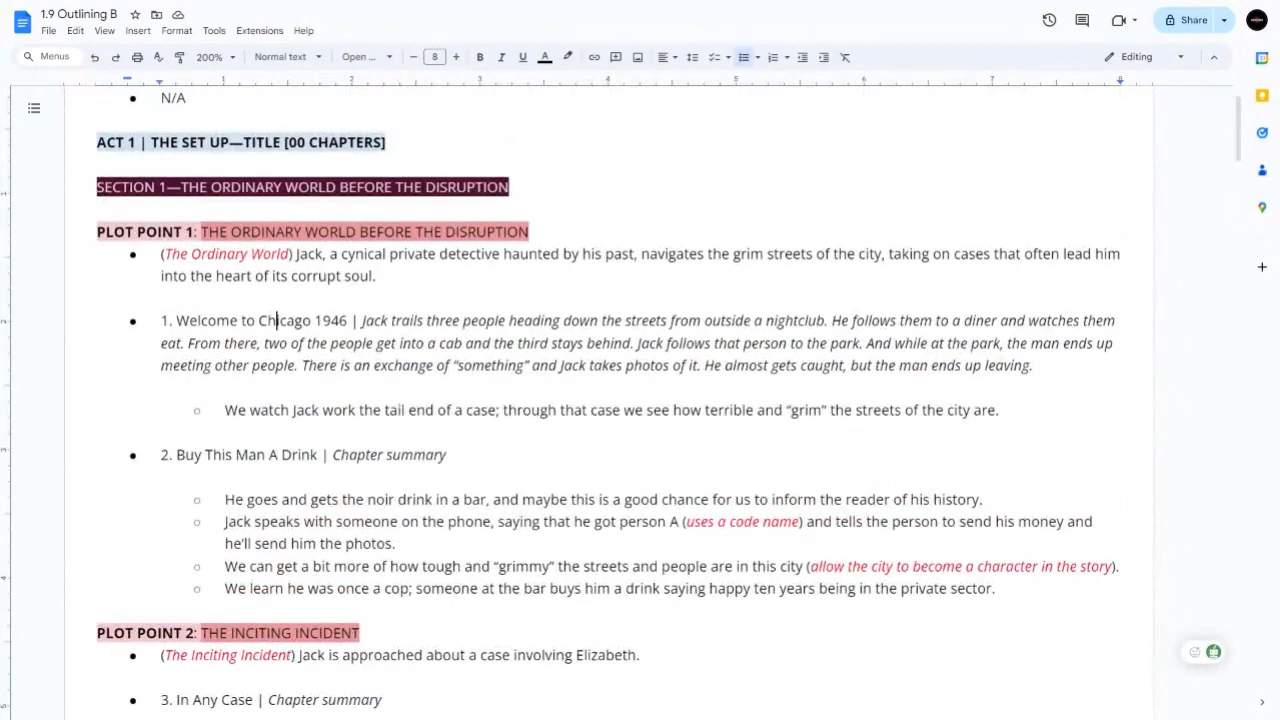 1.9 Outlining B
File Edit View Insert Format Tools Extensions Help
Share
Menus 200% Normal text Open ... 8 B I U A Editing
1 2 3 4 5 6 7 8
N/A
ACT 1 | THE SET UP—TITLE [00 CHAPTERS]
SECTION 1—THE ORDINARY WORLD BEFORE THE DISRUPTION
PLOT POINT 1: THE ORDINARY WORLD BEFORE THE DISRUPTION
(The Ordinary World) Jack, a cynical private detective haunted by his past, navigates the grim streets of the city, taking on cases that often lead him
into the heart of its corrupt soul.
1. Welcome to Chicago 1946 | Jack trails three people heading down the streets from outside a nightclub. He follows them to a diner and watches them
eat. From there, two of the people get into a cab and the third stays behind. Jack follows that person to the park. And while at the park, the man ends up
meeting other people. There is an exchange of “something” and Jack takes photos of it. He almost gets caught, but the man ends up leaving.
We watch Jack work the tail end of a case; through that case we see how terrible and “grim” the streets of the city are.
2. Buy This Man A Drink | Chapter summary
He goes and gets the noir drink in a bar, and maybe this is a good chance for us to inform the reader of his history.
Jack speaks with someone on the phone, saying that he got person A (uses a code name) and tells the person to send his money and
he’ll send him the photos.
We can get a bit more of how tough and “grimmy” the streets and people are in this city (allow the city to become a character in the story).
We learn he was once a cop; someone at the bar buys him a drink saying happy ten years being in the private sector.
PLOT POINT 2: THE INCITING INCIDENT
(The Inciting Incident) Jack is approached about a case involving Elizabeth.
3. In Any Case | Chapter summary